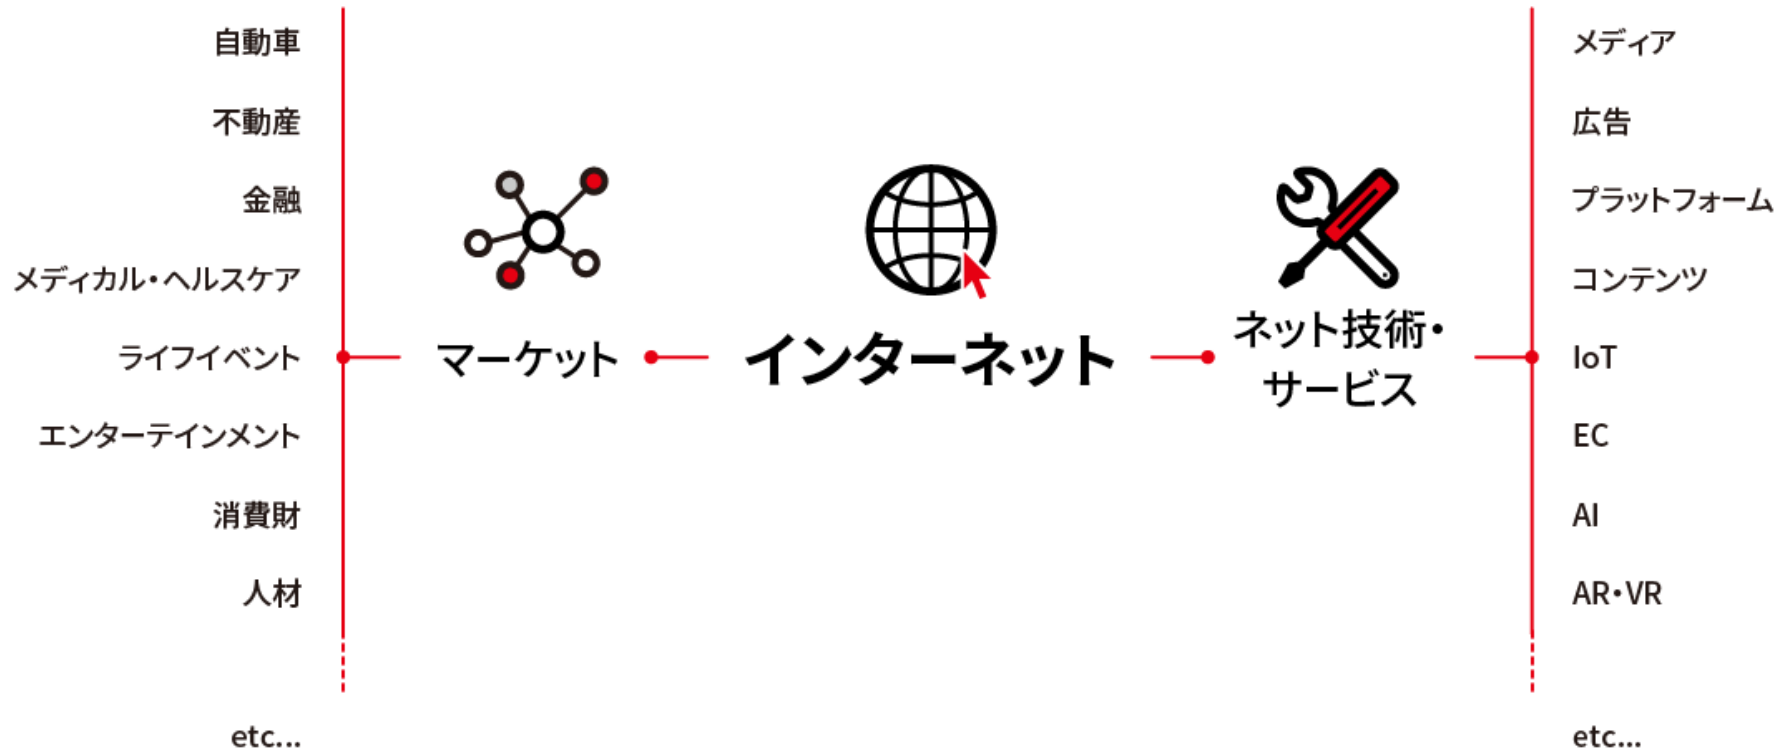 自動車
不動産
金融
メディカル・ヘルスケア
ライフイベント
エンターテインメント
消費財
人材
etc...
マーケット
インターネット
ネット技術・
サービス
メディア
広告
プラットフォーム
コンテンツ
IoT
EC
AI
AR・VR
etc...